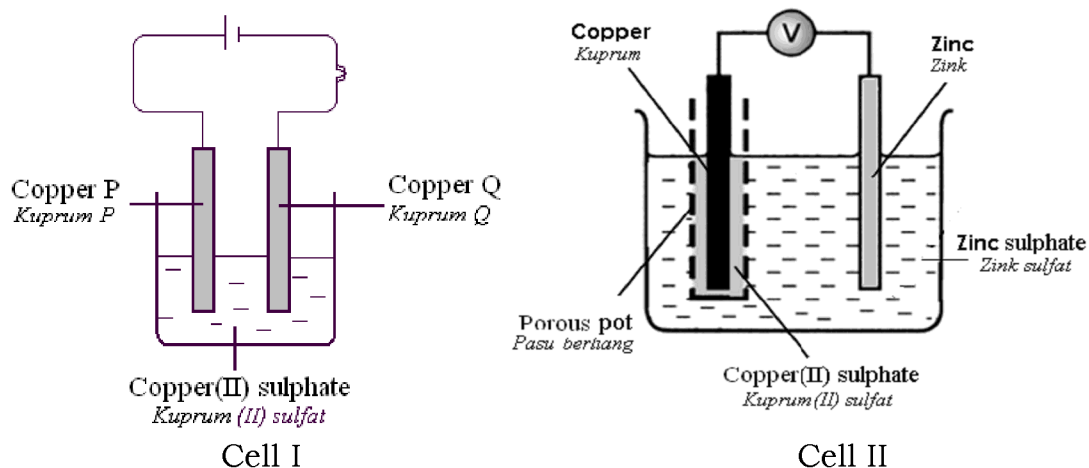 Copper P
Kuprum P
Copper Q
Kuprum Q
Copper(II) sulphate
Kuprum (II) sulfat
Cell I
V
Copper
Kuprum
Zinc
Zink
Zinc sulphate
Zink sulfat
Porous pot
Pasu berliang
Copper(II) sulphate
Kuprum(II) sulfat
Cell II